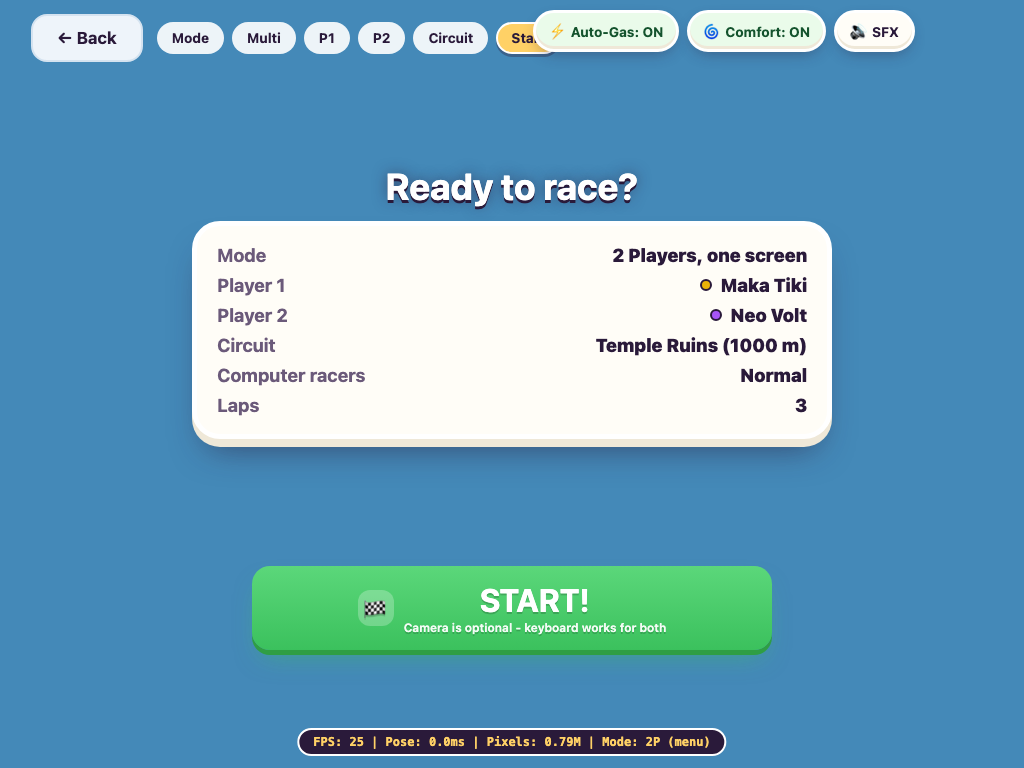 ← Back
Mode
Multi
P1
P2
Circuit
Auto-Gas: ON
Comfort: ON
SFX
Ready to race?
Mode 2 Players, one screen
Player 1 Maka Tiki
Player 2 Neo Volt
Circuit Temple Ruins (1000 m)
Computer racers Normal
Laps 3
START!
Camera is optional - keyboard works for both
FPS: 25 | Pose: 0.0ms | Pixels: 0.79M | Mode: 2P (menu)